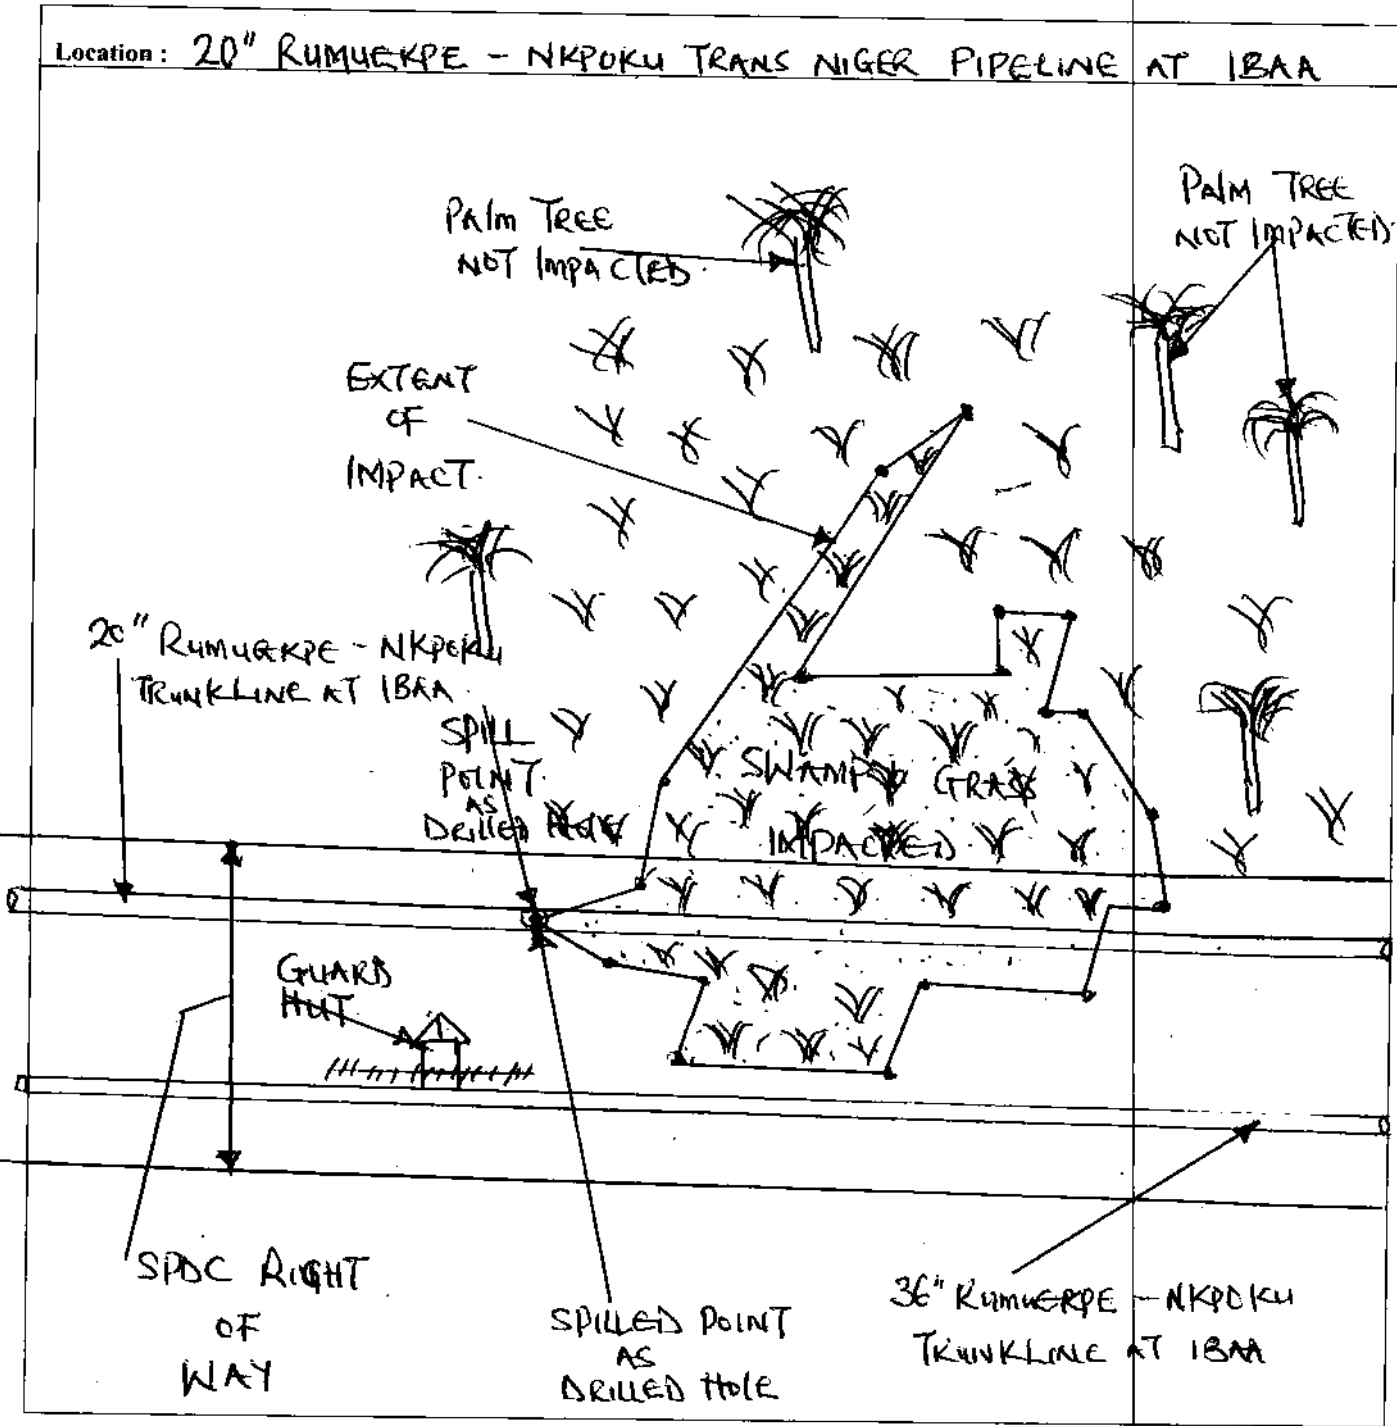 Location : 20" RUMUEKPE - NKPOKU TRANS NIGER PIPELINE AT IBAA
PAlm TREE
NOT IMPACTED.
PAlM TREE
NOT IMPACTED.
EXTENT
OF
IMPACT.
20" RUMUEKPE - NKPOKU
TRUNKLINE AT IBAA
SPILL
POINT
AS
DRILLED HOLE
SWAMPY GRASS
IMPACTED
GUARD
HUT
SPDC RIGHT
OF
WAY
SPILLED POINT
AS
DRILLED HOLE
36" RUMUEKPE - NKPOKU
TRUNKLINE AT IBAA